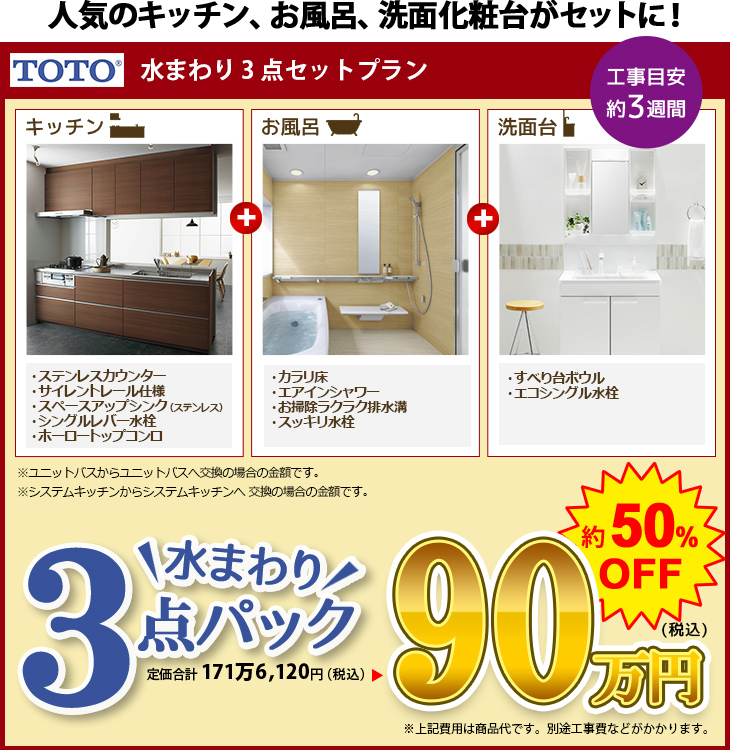 人気のキッチン、お風呂、洗面化粧台がセットに!
TOTO®
水まわり3点セットプラン
工事目安
約3週間
キッチン
お風呂
洗面台
・ステンレスカウンター
・サイレントレール仕様
・スペースアップシンク(ステンレス)
・シングルレバー水栓
・ホーロートップコンロ
・カラリ床
・エアインシャワー
・お掃除ラクラク排水溝
・スッキリ水栓
・すべり台ボウル
・エコシングル水栓
※ユニットバスからユニットバスへ交換の場合の金額です。
※システムキッチンからシステムキッチンへ 交換の場合の金額です。
約50%
OFF
水まわり
3点パック
定価合計 171万6,120円(税込)
90万円
(税込)
※上記費用は商品代です。別途工事費などがかかります。